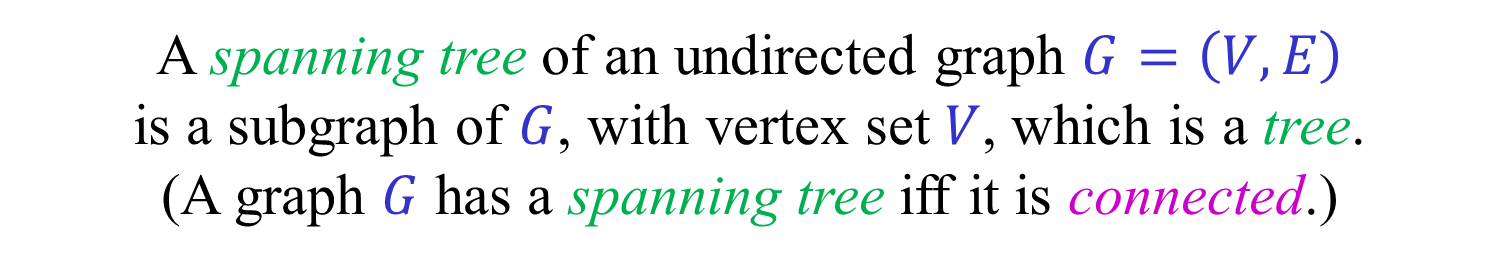 A spanning tree of an undirected graph G = (V, E)
is a subgraph of G, with vertex set V, which is a tree.
(A graph G has a spanning tree iff it is connected.)